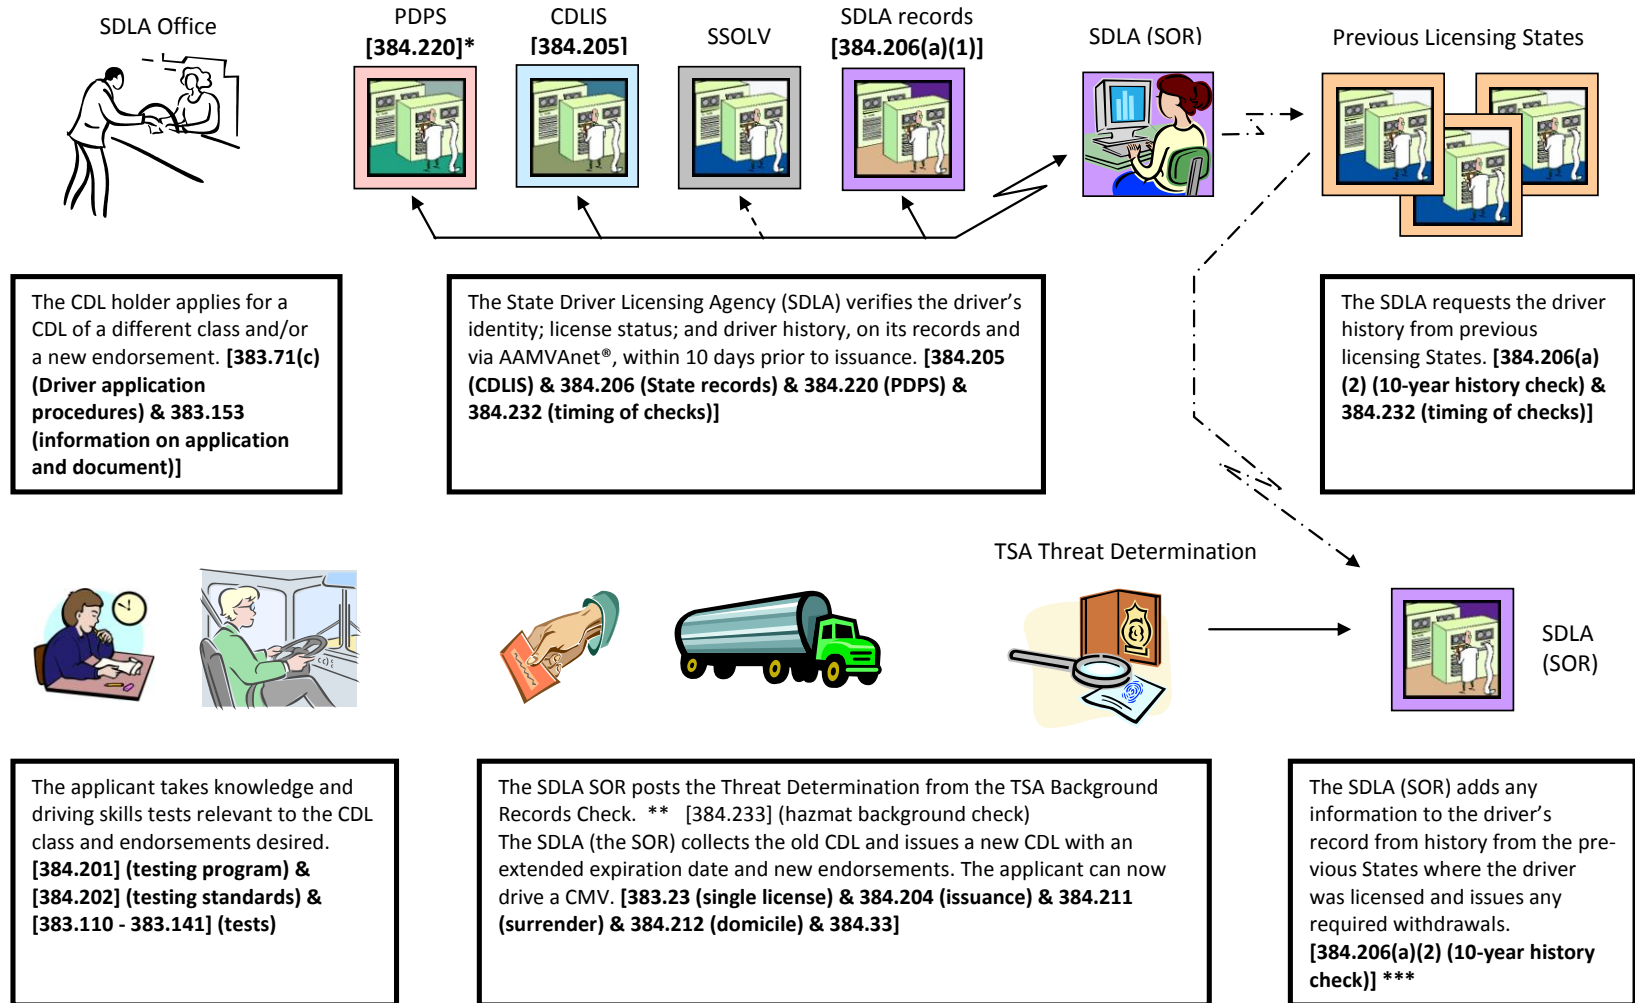 SDLA Office
PDPS
[384.220]*
CDLIS
[384.205]
SSOLV
SDLA records
[384.206(a)(1)]
SDLA (SOR)
Previous Licensing States
The CDL holder applies for a
CDL of a different class and/or
a new endorsement. [383.71(c)
(Driver application
procedures) & 383.153
(information on application
and document)]
The State Driver Licensing Agency (SDLA) verifies the driver's
identity; license status; and driver history, on its records and
via AAMVAnet®, within 10 days prior to issuance. [384.205
(CDLIS) & 384.206 (State records) & 384.220 (PDPS) &
384.232 (timing of checks)]
The SDLA requests the driver
history from previous
licensing States. [384.206(a)
(2) (10-year history check) &
384.232 (timing of checks)]
TSA Threat Determination
SDLA
(SOR)
The applicant takes knowledge and
driving skills tests relevant to the CDL
class and endorsements desired.
[384.201] (testing program) &
[384.202] (testing standards) &
[383.110 - 383.141] (tests)
The SDLA SOR posts the Threat Determination from the TSA Background
Records Check. ** [384.233] (hazmat background check)
The SDLA (the SOR) collects the old CDL and issues a new CDL with an
extended expiration date and new endorsements. The applicant can now
drive a CMV. [383.23 (single license) & 384.204 (issuance) & 384.211
(surrender) & 384.212 (domicile) & 384.33]
The SDLA (SOR) adds any
information to the driver's
record from history from the pre-
vious States where the driver
was licensed and issues any
required withdrawals.
[384.206(a)(2) (10-year history
check)] ***